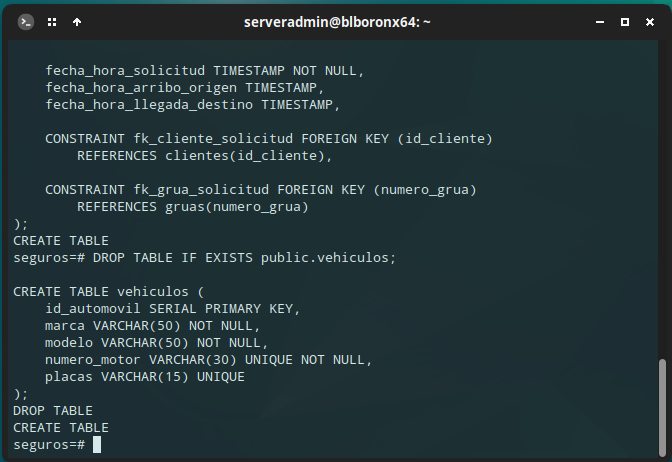 serveradmin@blboronx64: ~
    fecha_hora_solicitud TIMESTAMP NOT NULL,
    fecha_hora_arribo_origen TIMESTAMP,
    fecha_hora_llegada_destino TIMESTAMP,
    CONSTRAINT fk_cliente_solicitud FOREIGN KEY (id_cliente)
        REFERENCES clientes(id_cliente),
    CONSTRAINT fk_grua_solicitud FOREIGN KEY (numero_grua)
        REFERENCES gruas(numero_grua)
);
CREATE TABLE
seguros=# DROP TABLE IF EXISTS public.vehiculos;
CREATE TABLE vehiculos (
    id_automovil SERIAL PRIMARY KEY,
    marca VARCHAR(50) NOT NULL,
    modelo VARCHAR(50) NOT NULL,
    numero_motor VARCHAR(30) UNIQUE NOT NULL,
    placas VARCHAR(15) UNIQUE
);
DROP TABLE
CREATE TABLE
seguros=#